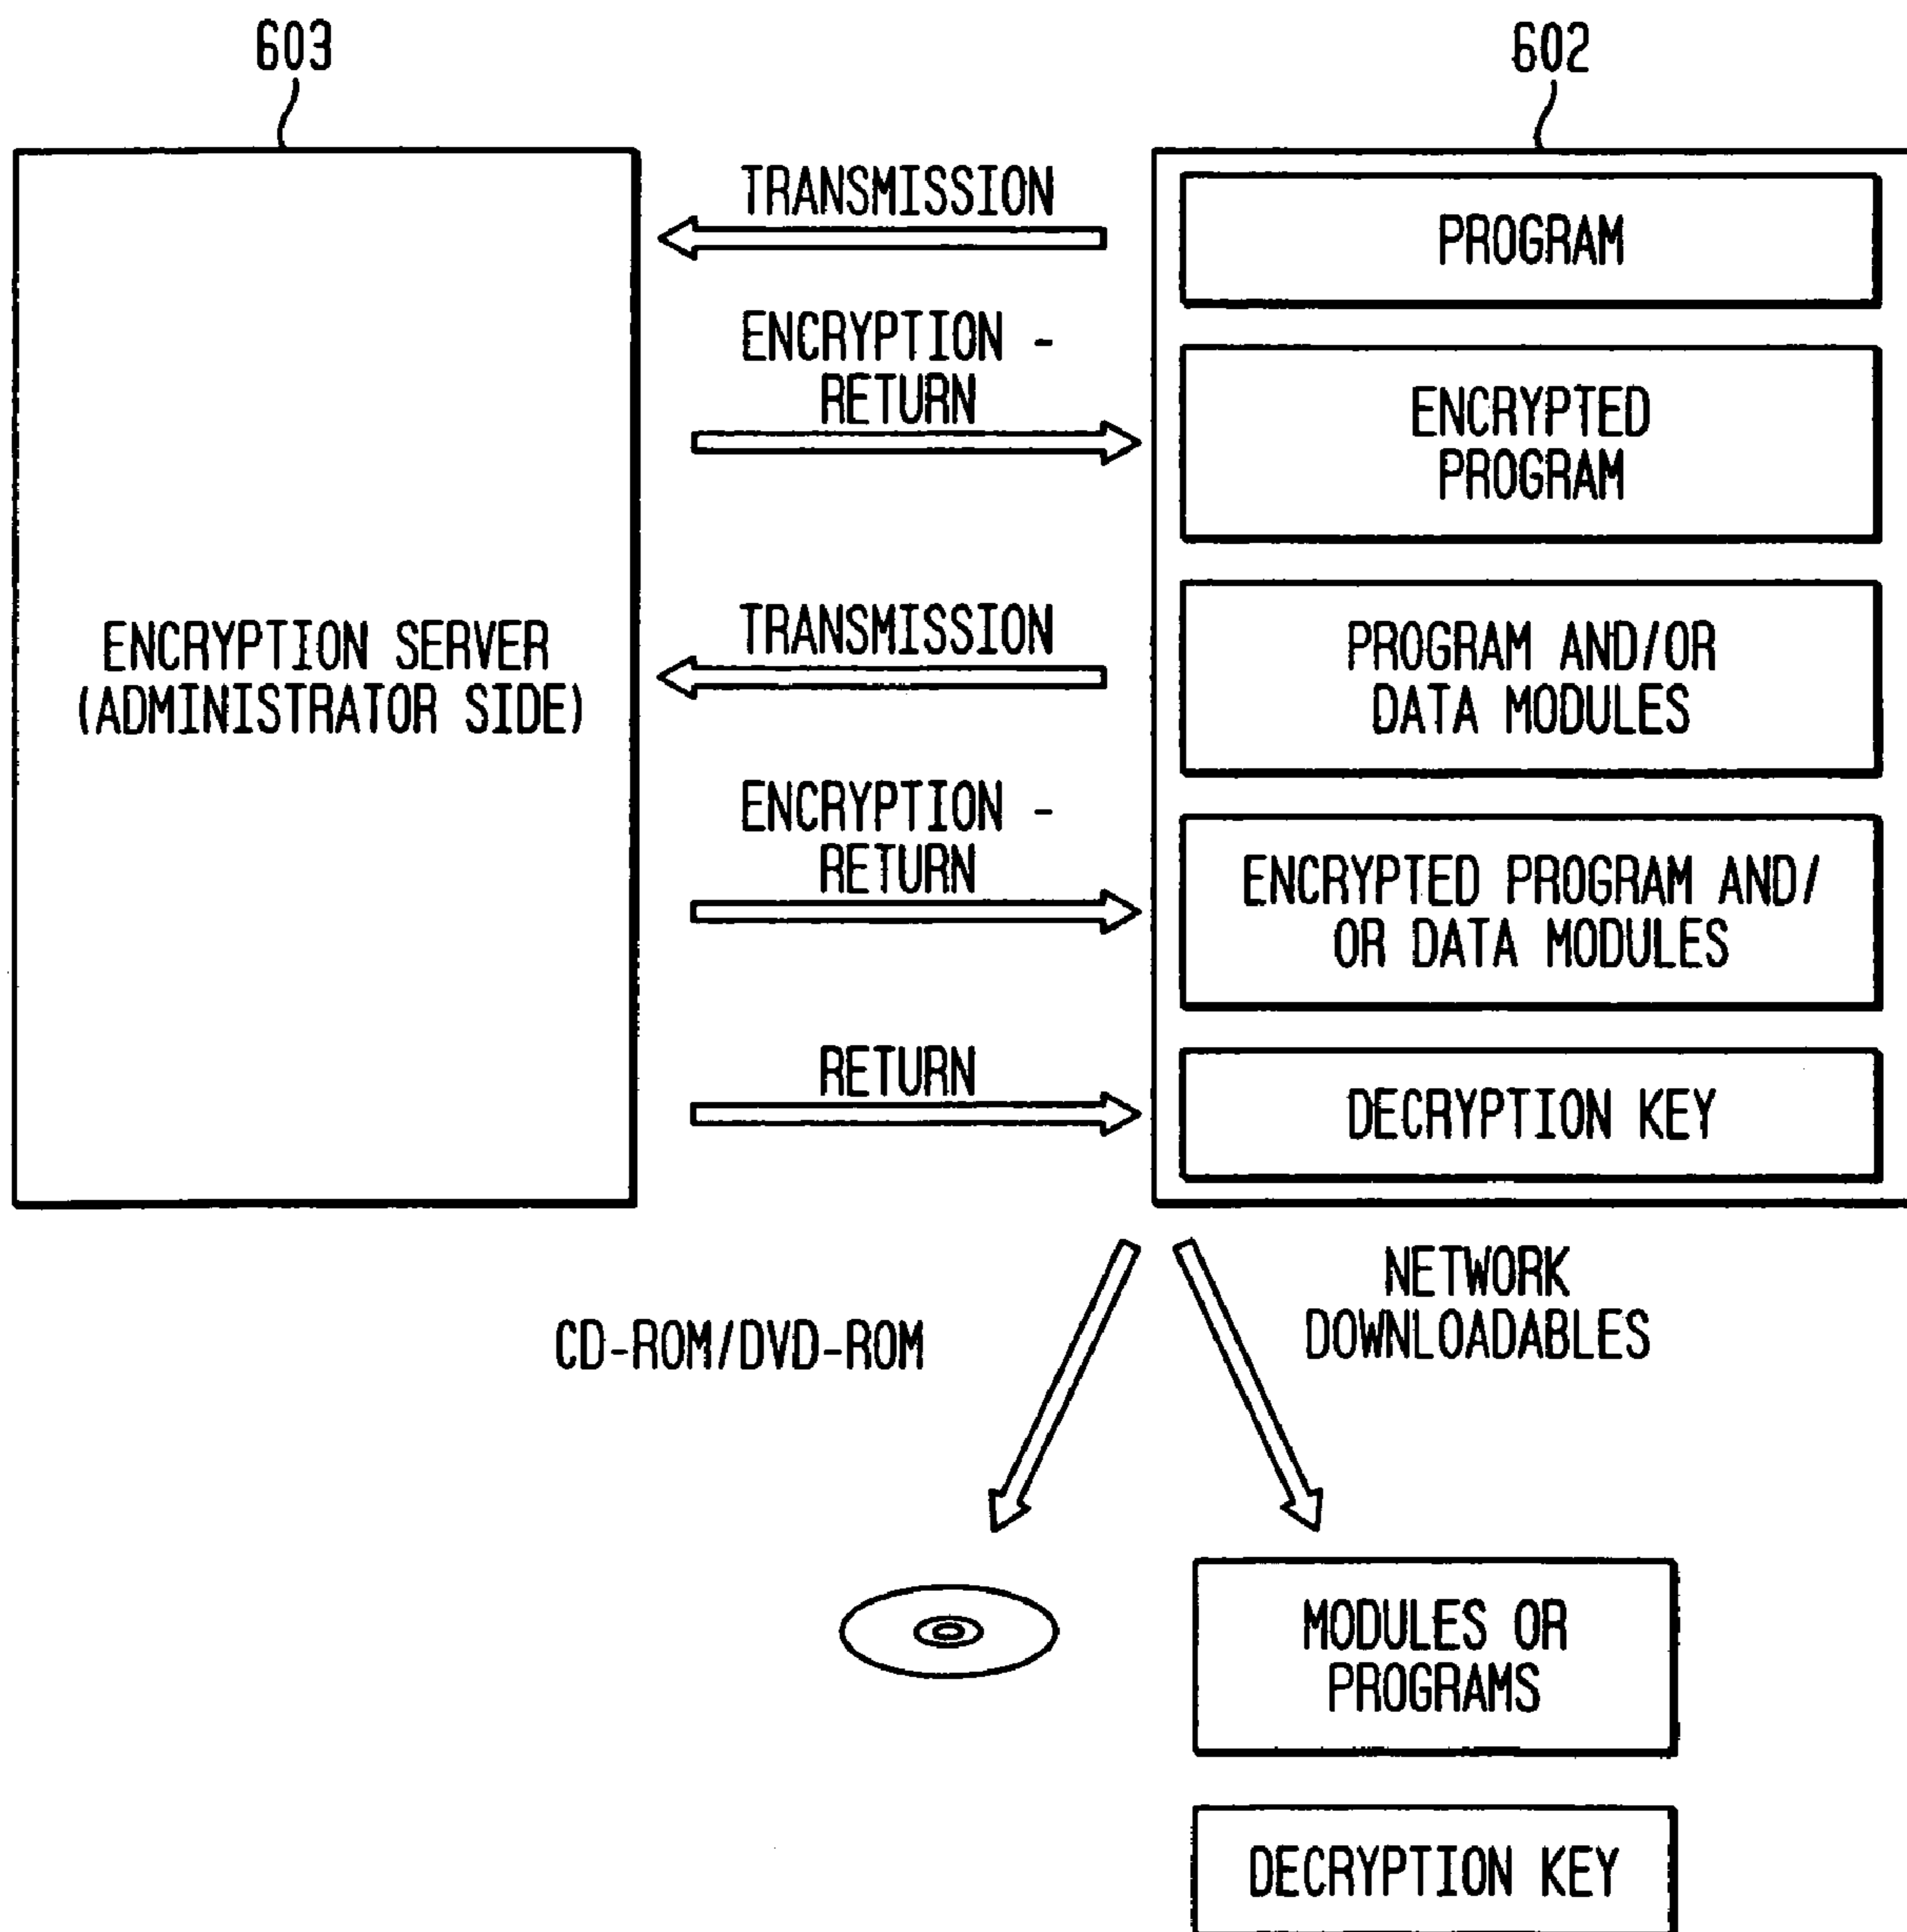 603
602
TRANSMISSION
PROGRAM
ENCRYPTION -
RETURN
ENCRYPTED
PROGRAM
ENCRYPTION SERVER
(ADMINISTRATOR SIDE)
TRANSMISSION
PROGRAM AND/OR
DATA MODULES
ENCRYPTION -
RETURN
ENCRYPTED PROGRAM AND/
OR DATA MODULES
RETURN
DECRYPTION KEY
CD-ROM/DVD-ROM
NETWORK
DOWNLOADABLES
MODULES OR
PROGRAMS
DECRYPTION KEY